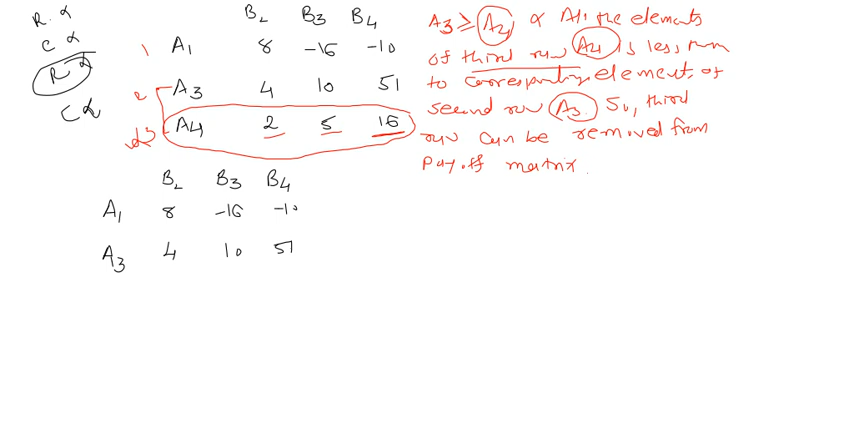 R. ∝
C ∝
R ∝
C ∝
B₂ B3 B4
1 A1 8 -16 -10
2 A3 4 10 51
3 A4 2 5 16
A3 ≥ A4 ∝ All the elements
of third row A4 is less than
to corresponding elements of
second row A3. So, third
row can be removed from
Pay.off matrix.
B₂ B3 B4
A1 8 -16 -10
A3 4 10 51